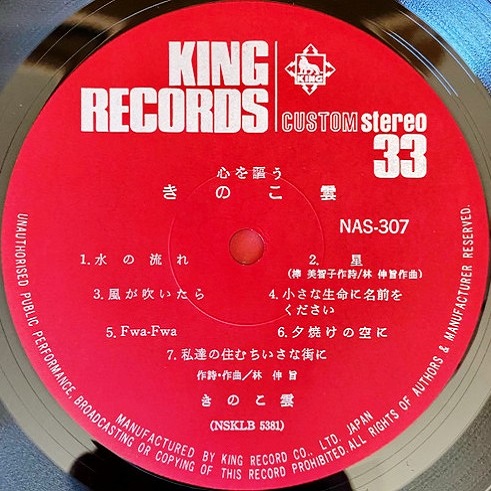 KING
RECORDS
KING
CUSTOM stereo
33
心を謳う
きのこ雲
NAS-307
1.水の流れ
2.星
(樺 美智子作詩/林 伸旨作曲)
3.風が吹いたら
4.小さな生命に名前を
ください
5.Fwa-Fwa
6.夕焼けの空に
7.私達の住むちいさな街に
作詩・作曲/林 伸旨
きのこ雲
(NSKLB 5381)
MANUFACTURED BY KING RECORD CO., LTD. JAPAN
UNAUTHORISED PUBLIC PERFORMANCE BROADCASTING OR COPYING OF THIS RECORD PROHIBITED. ALL RIGHTS OF AUTHORS & MANUFACTURER RESERVED.